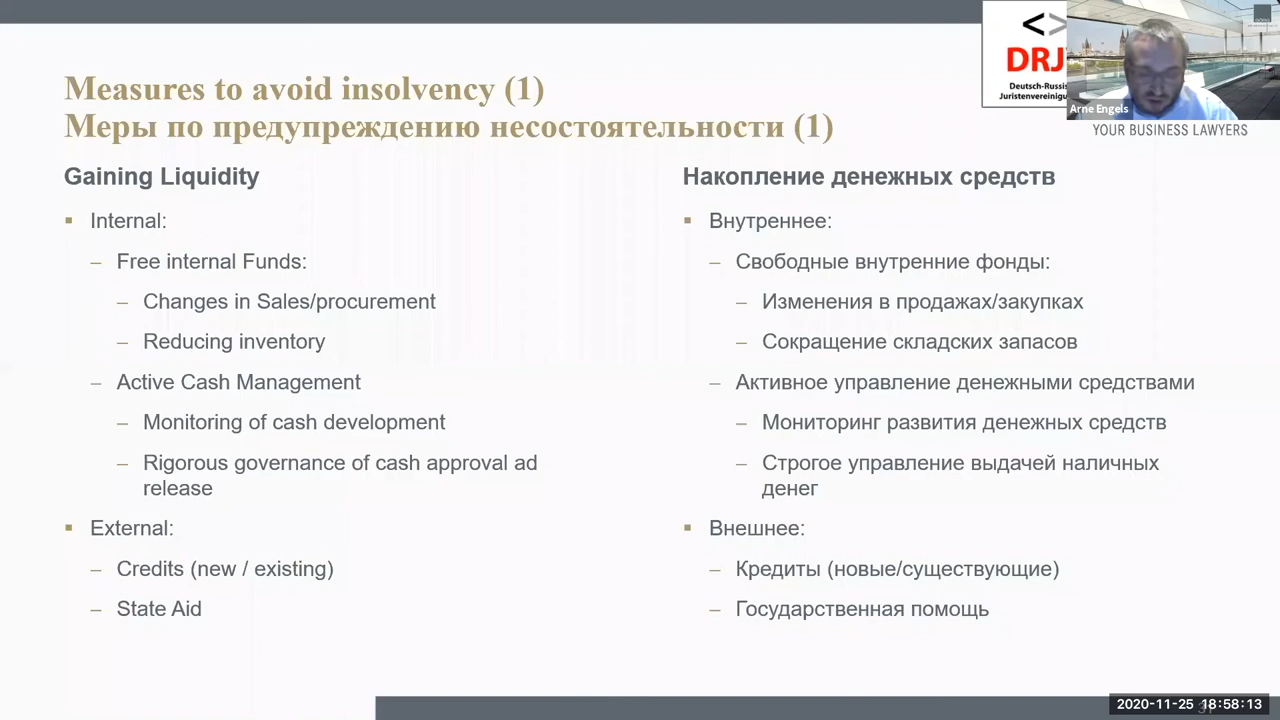 Measures to avoid insolvency (1)
Меры по предупреждению несостоятельности (1)
DRJ
Deutsch-Russis
Juristenvereinigu
Arne Engels
YOUR BUSINESS LAWYERS
Gaining Liquidity
▪ Internal:
– Free internal Funds:
– Changes in Sales/procurement
– Reducing inventory
– Active Cash Management
– Monitoring of cash development
– Rigorous governance of cash approval ad
release
▪ External:
– Credits (new / existing)
– State Aid
Накопление денежных средств
▪ Внутреннее:
– Свободные внутренние фонды:
– Изменения в продажах/закупках
– Сокращение складских запасов
– Активное управление денежными средствами
– Мониторинг развития денежных средств
– Строгое управление выдачей наличных
денег
▪ Внешнее:
– Кредиты (новые/существующие)
– Государственная помощь
2020-11-25 18:58:13